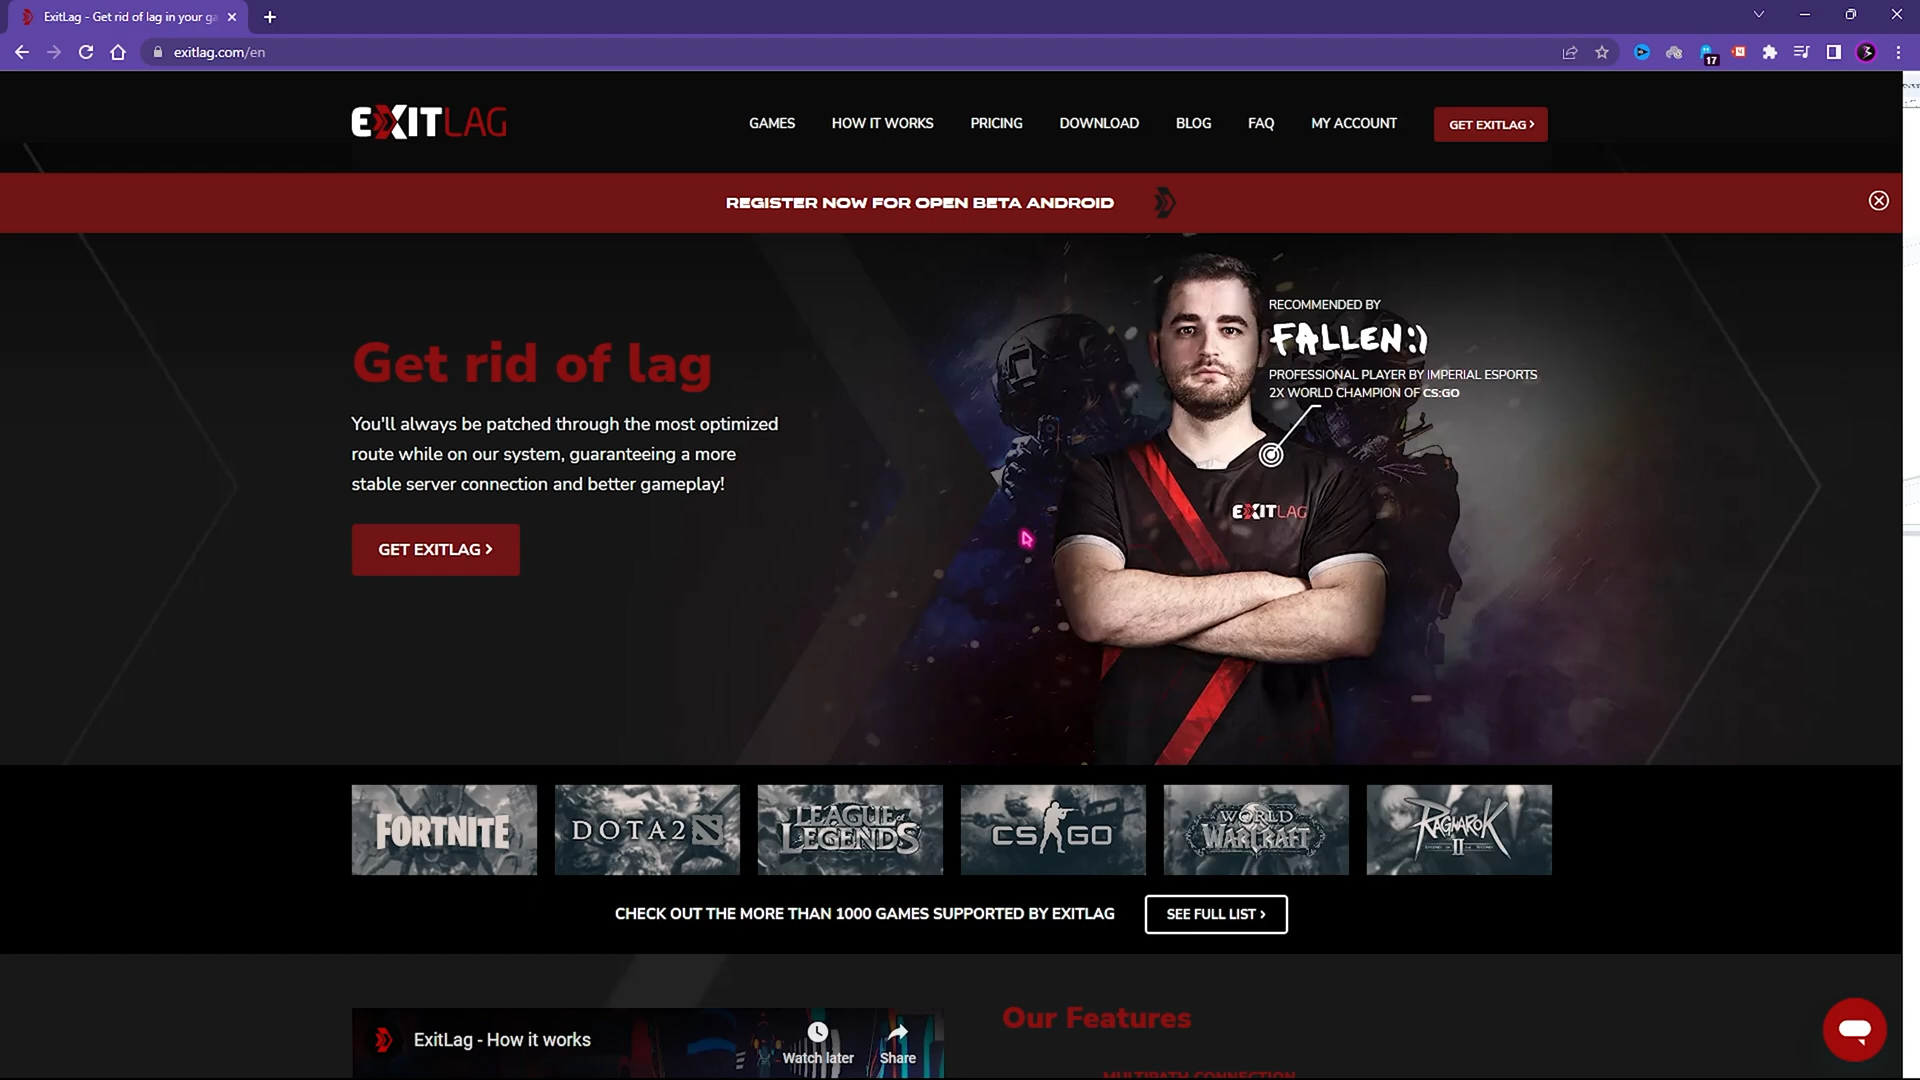 ExitLag - Get rid of lag in your ga
exitlag.com/en
17
EXITLAG
GAMES
HOW IT WORKS
PRICING
DOWNLOAD
BLOG
FAQ
MY ACCOUNT
GET EXITLAG
REGISTER NOW FOR OPEN BETA ANDROID
Get rid of lag
You'll always be patched through the most optimized
route while on our system, guaranteeing a more
stable server connection and better gameplay!
GET EXITLAG
RECOMMENDED BY
FALLEN:)
PROFESSIONAL PLAYER BY IMPERIAL ESPORTS
2X WORLD CHAMPION OF CS:GO
EXITLAG
FORTNITE
DOTA 2
LEAGUE of
LEGENDS
CS GO
WORLD
WARCRAFT
RAGNAROK
II
CHECK OUT THE MORE THAN 1000 GAMES SUPPORTED BY EXITLAG
SEE FULL LIST
ExitLag - How it works
Watch later
Share
Our Features
MULTIPATH CONNECTION